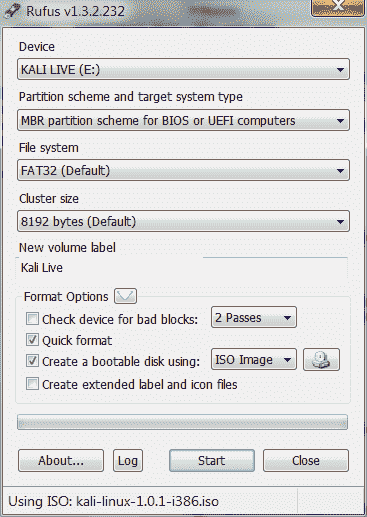 Rufus v1.3.2.232
Device
KALI LIVE (E:)
Partition scheme and target system type
MBR partition scheme for BIOS or UEFI computers
File system
FAT32 (Default)
Cluster size
8192 bytes (Default)
New volume label
Kali Live
Format Options
Check device for bad blocks: 2 Passes
Quick format
Create a bootable disk using: ISO Image
Create extended label and icon files
About... Log Start Close
Using ISO: kali-linux-1.0.1-i386.iso